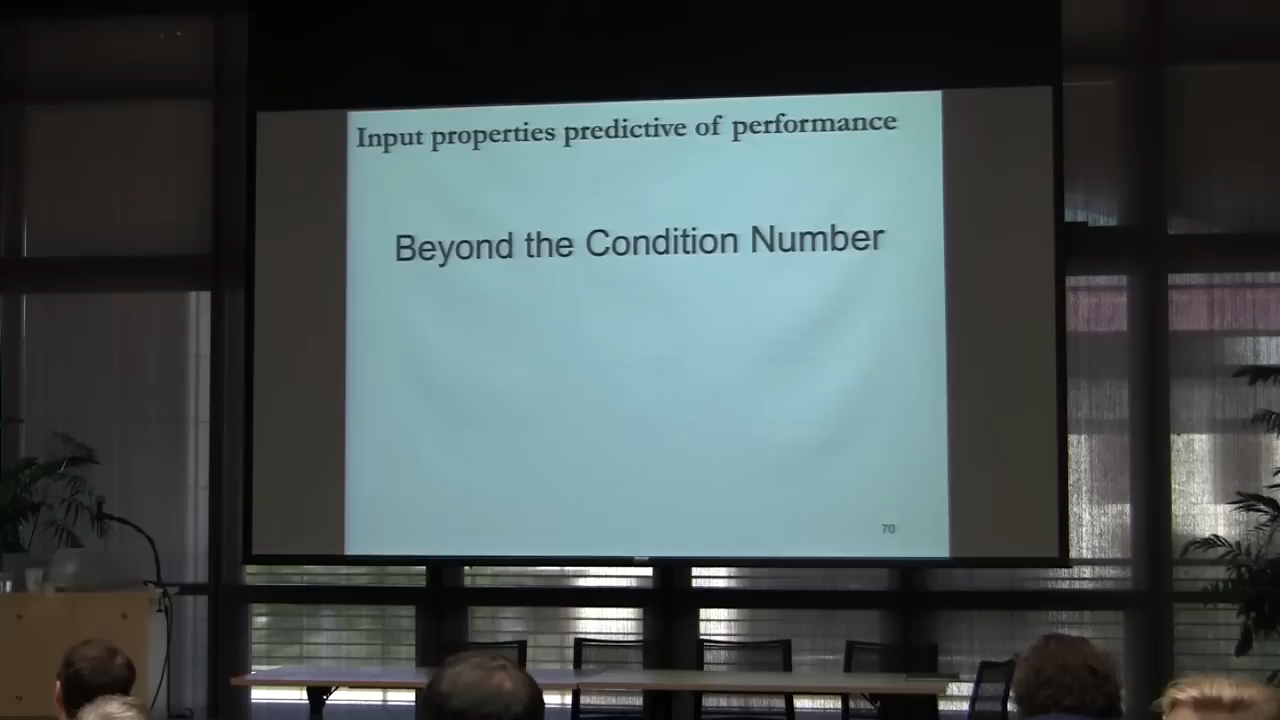 Input properties predictive of performance
Beyond the Condition Number
70